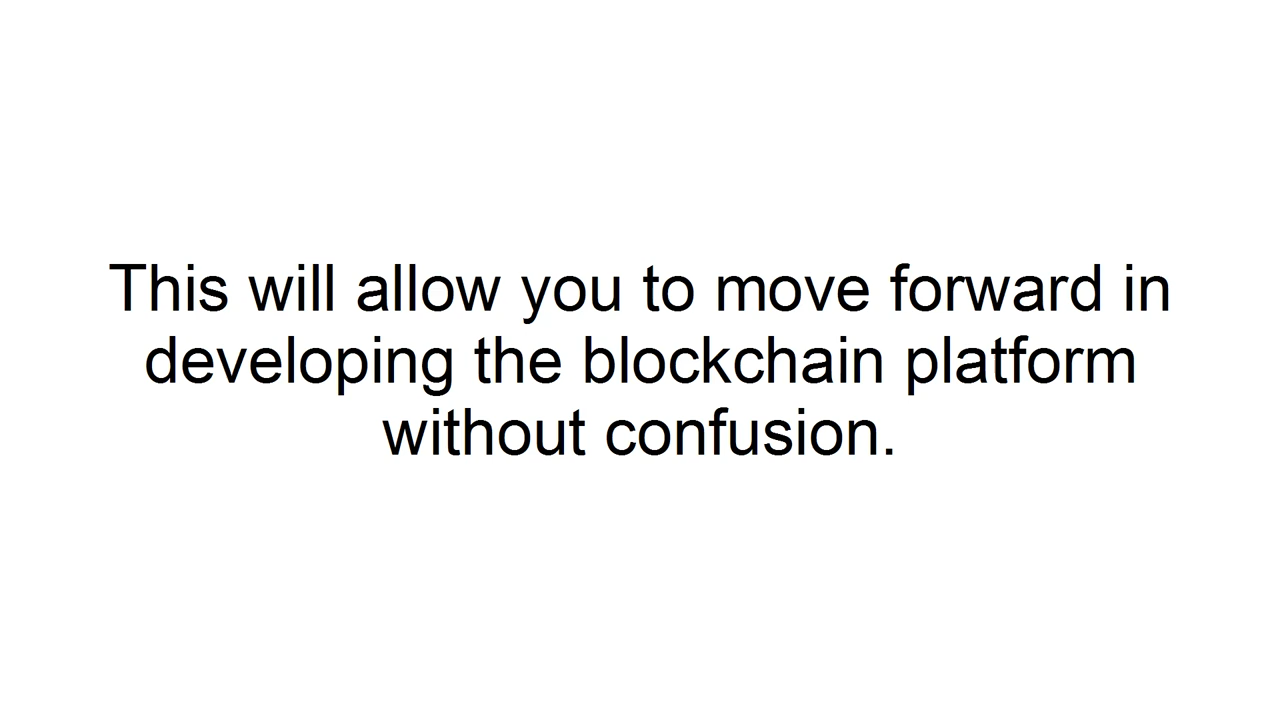 This will allow you to move forward in
developing the blockchain platform
without confusion.